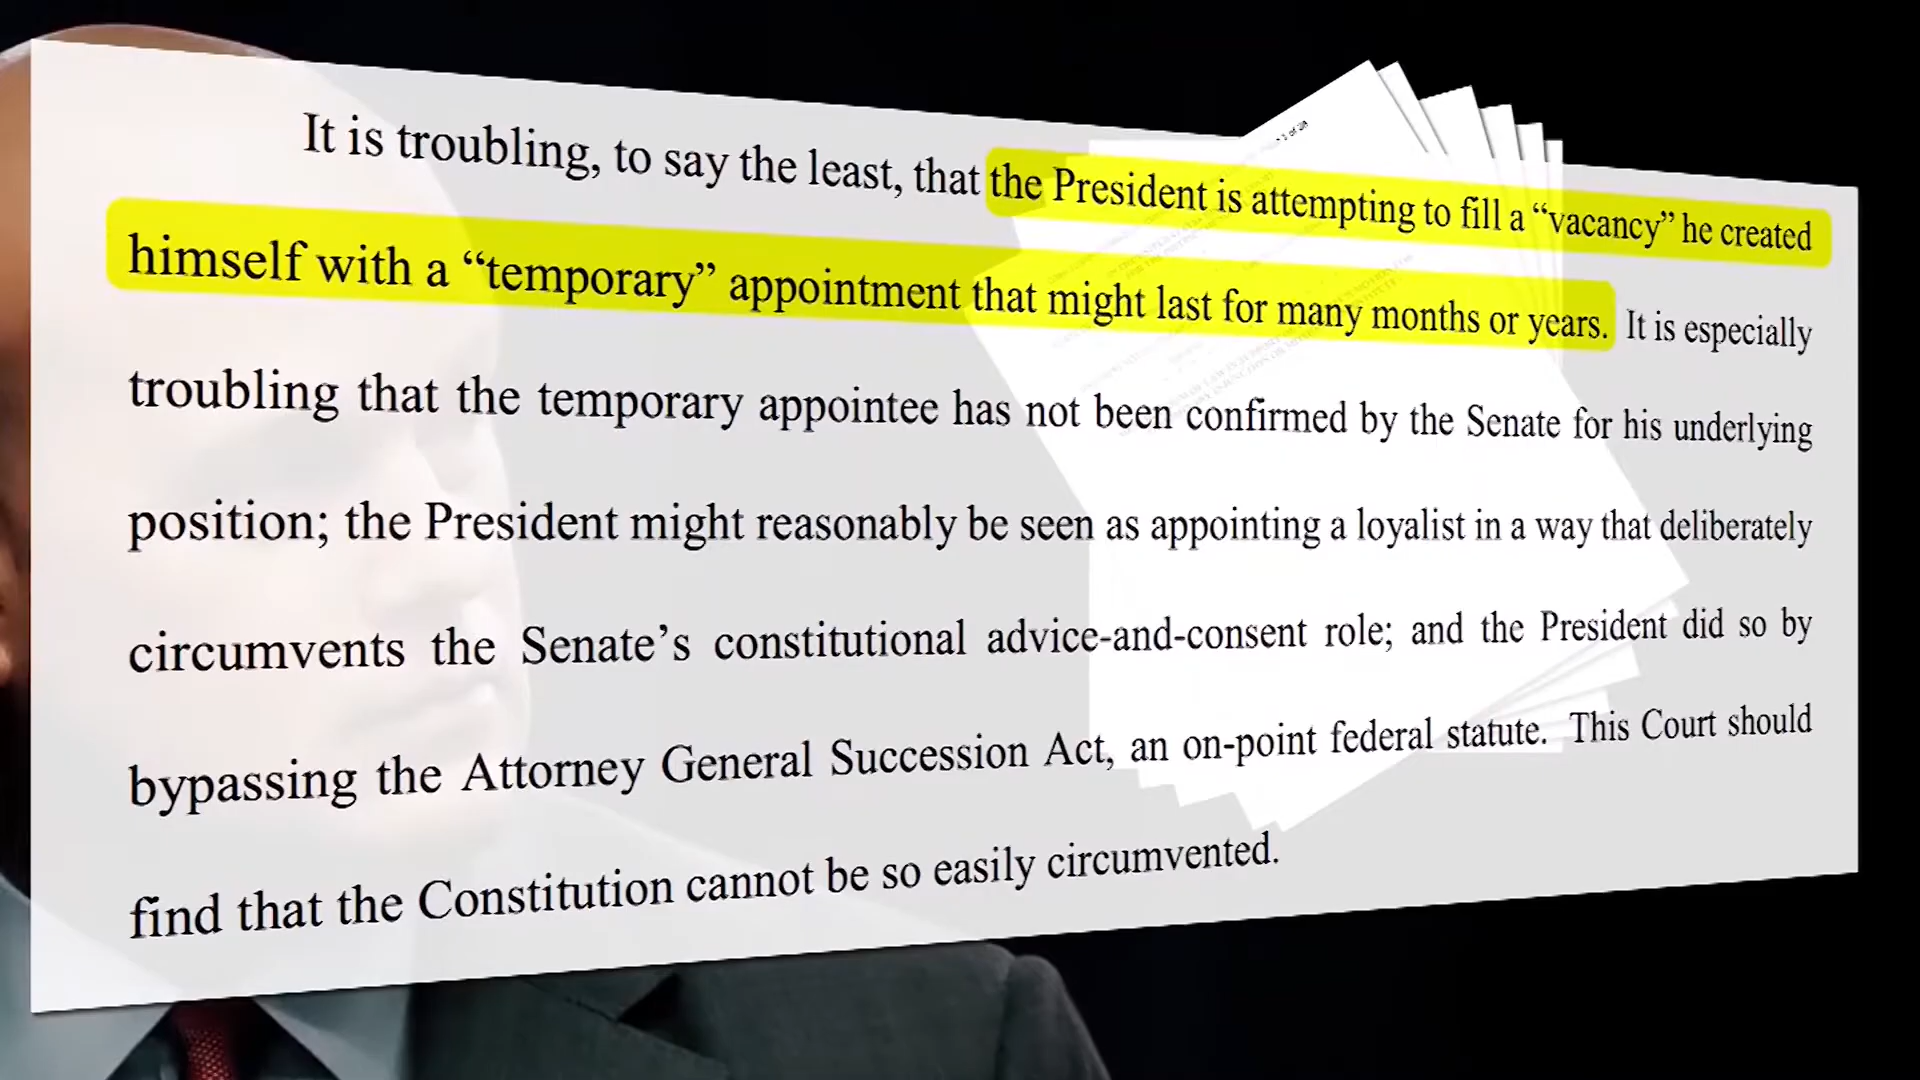 It is troubling, to say the least, that the President is attempting to fill a “vacancy” he created
himself with a “temporary” appointment that might last for many months or years. It is especially
troubling that the temporary appointee has not been confirmed by the Senate for his underlying
position; the President might reasonably be seen as appointing a loyalist in a way that deliberately
circumvents the Senate’s constitutional advice-and-consent role; and the President did so by
bypassing the Attorney General Succession Act, an on-point federal statute. This Court should
find that the Constitution cannot be so easily circumvented.